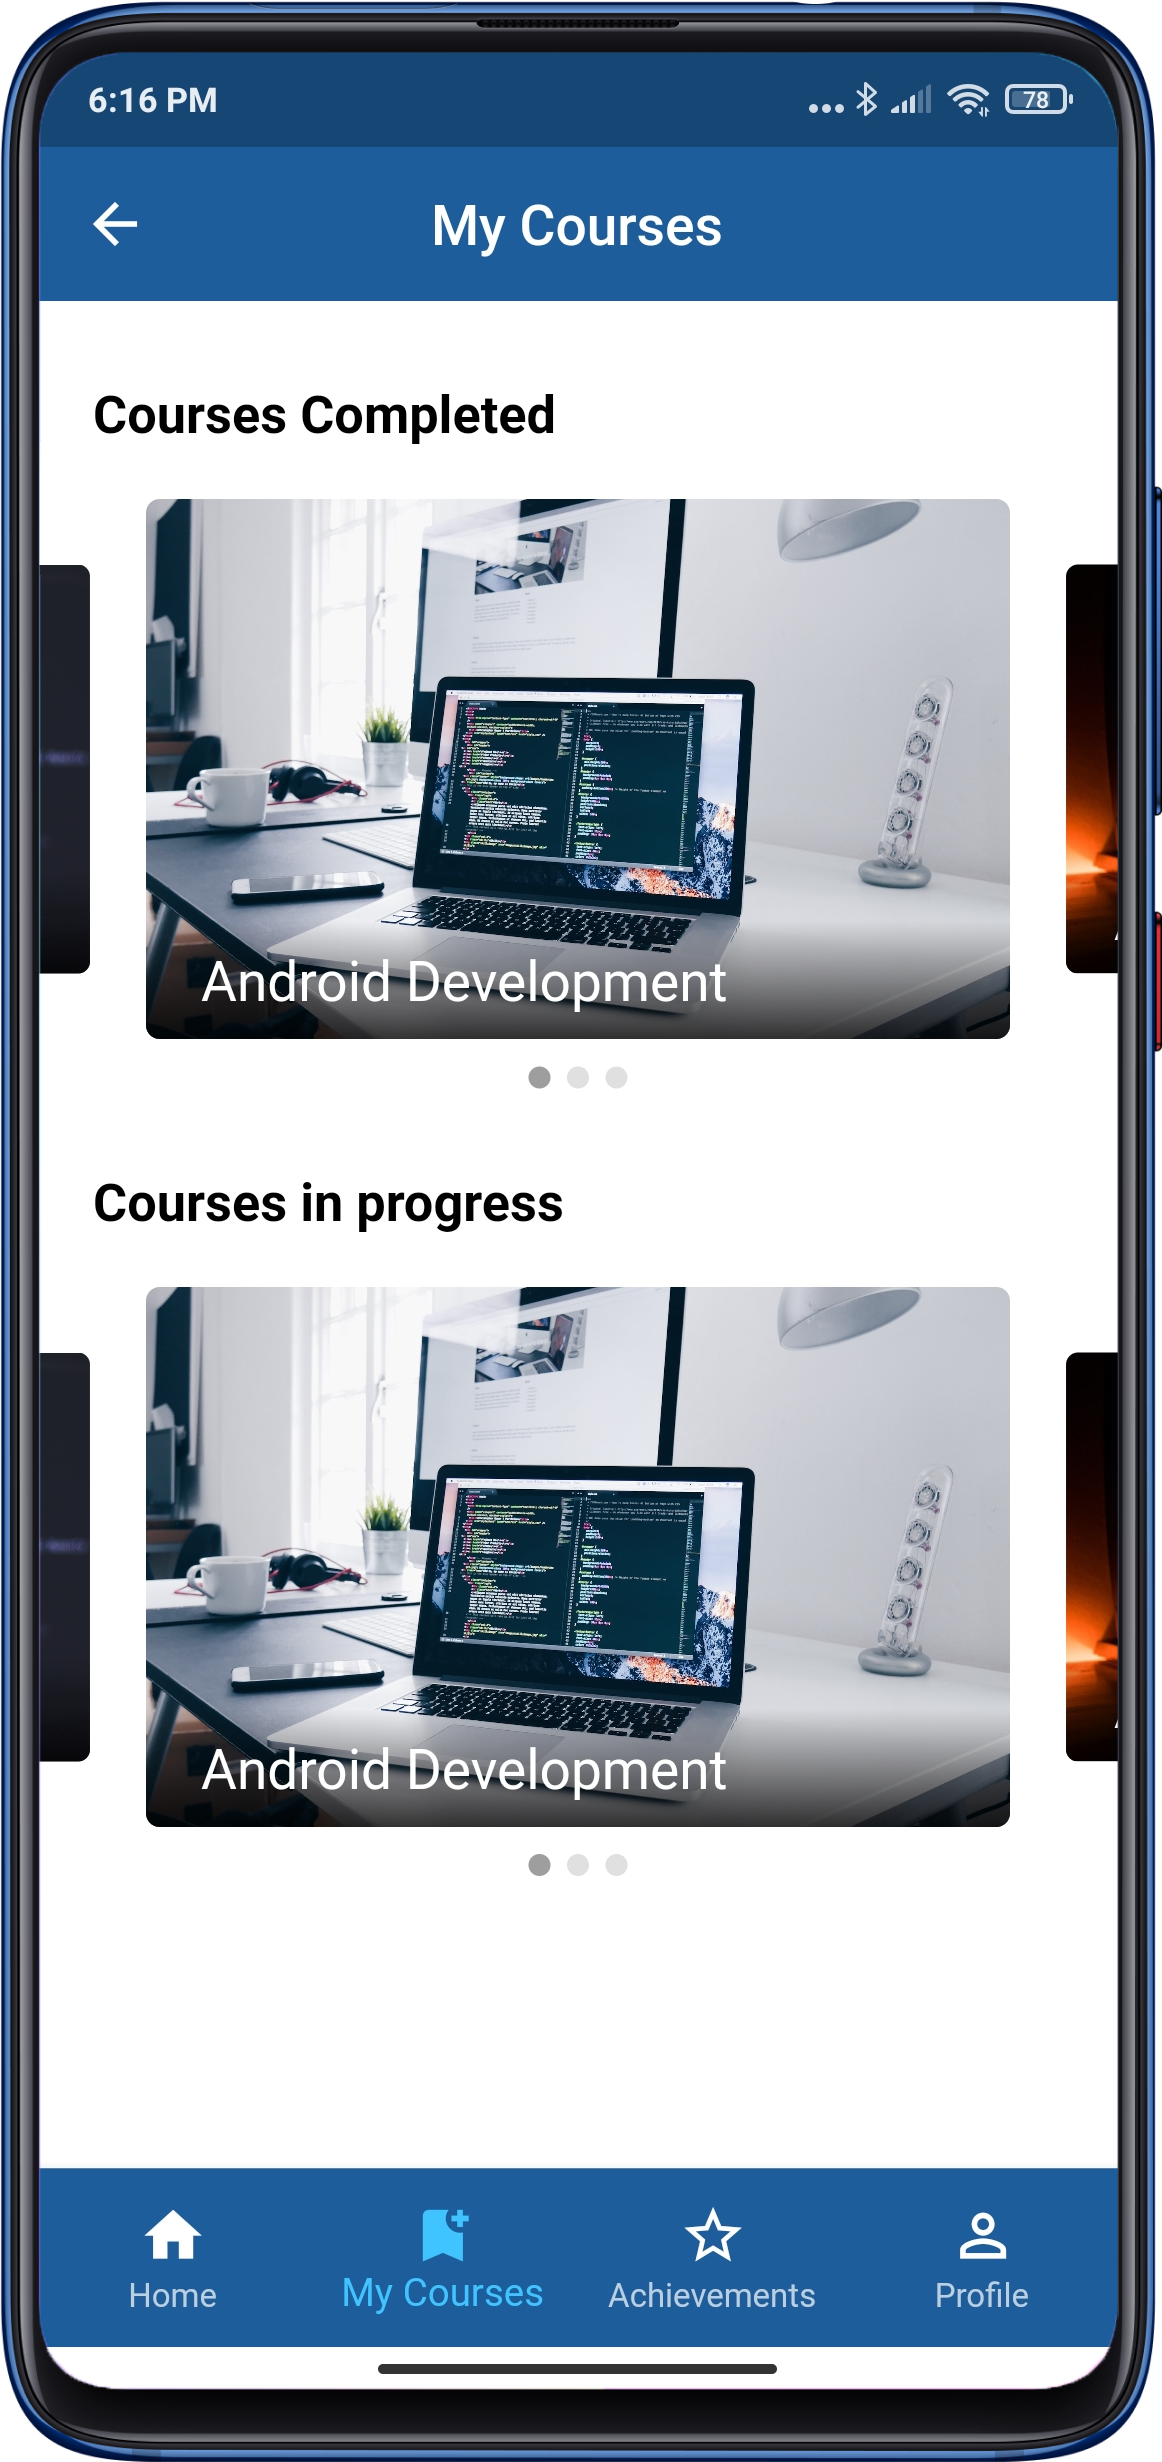 6:16 PM
78
My Courses
Courses Completed
Android Development
Courses in progress
Android Development
Home
My Courses
Achievements
Profile